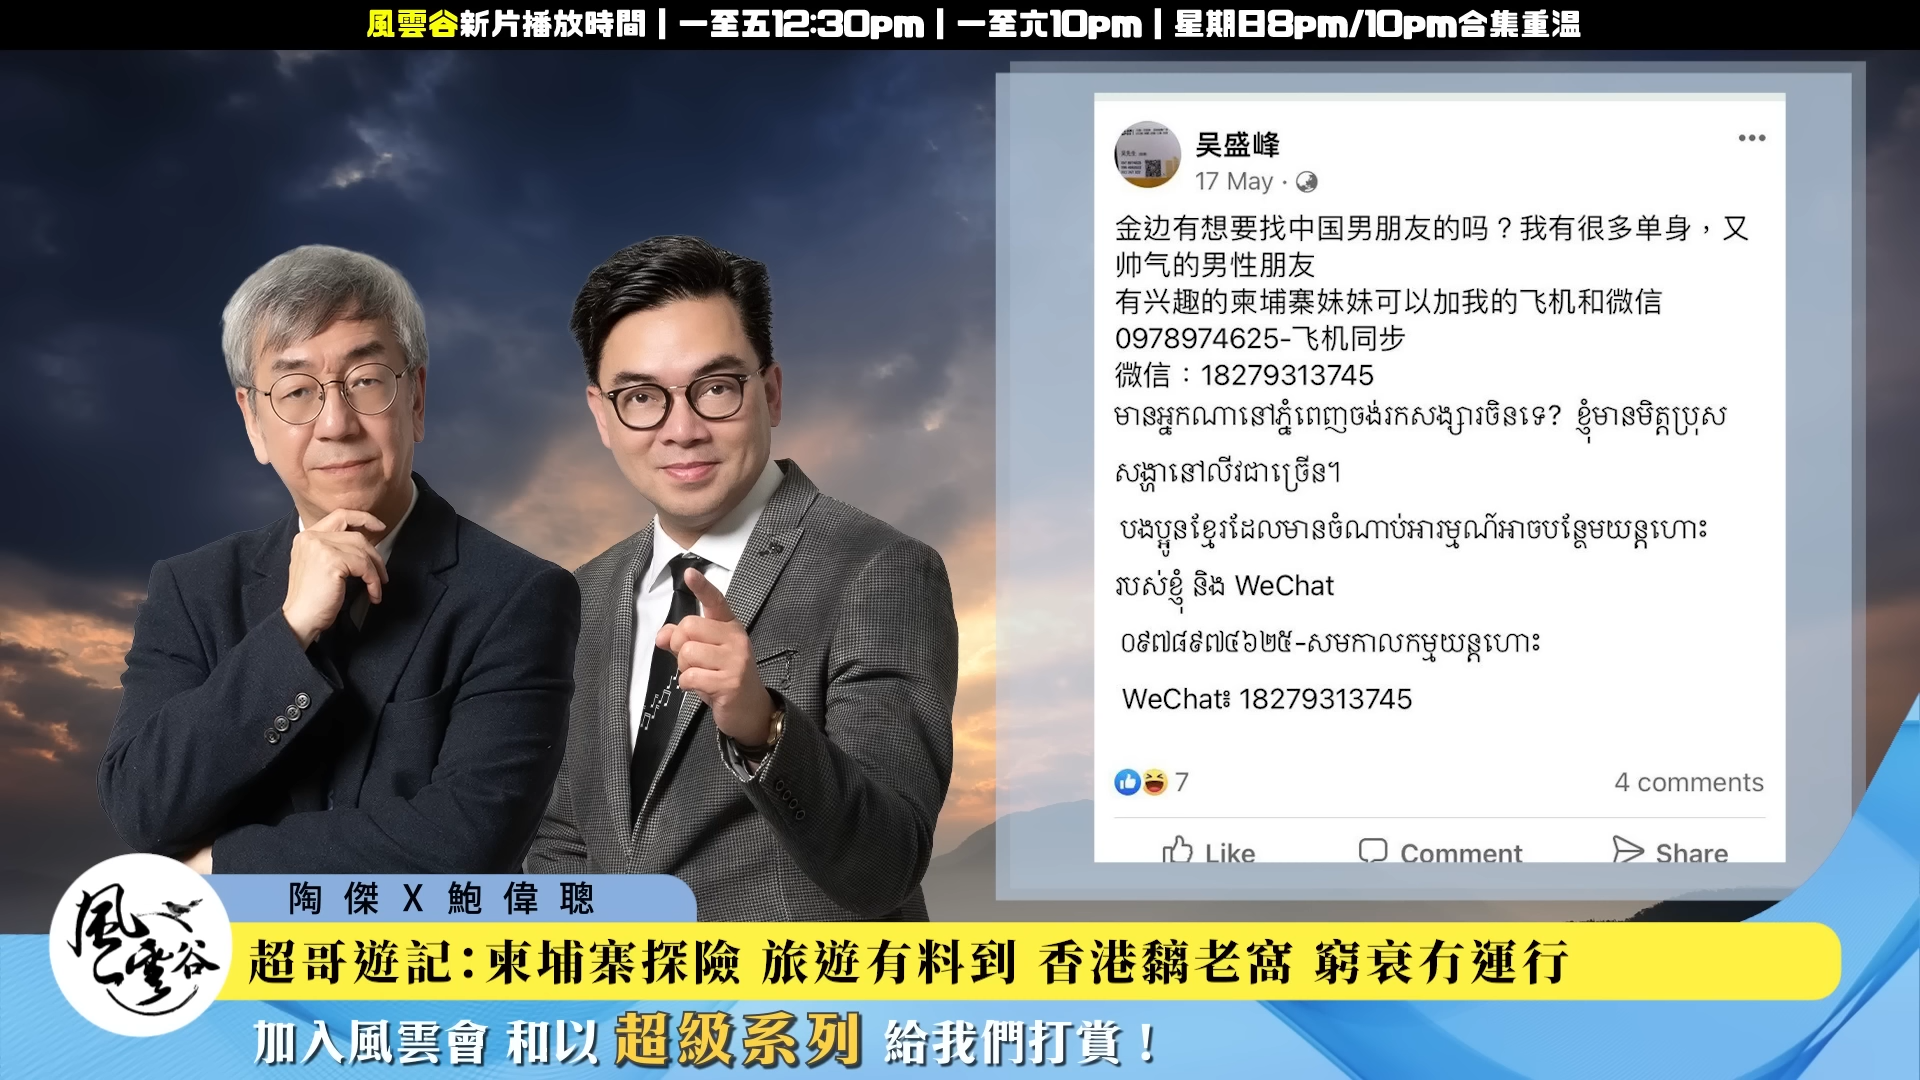 風雲谷新片播放時間 | 一至五12:30pm | 一至六10pm | 星期日8pm/10pm合集重溫
吴盛峰
17 May ·
金边有想要找中国男朋友的吗？我有很多单身，又
帅气的男性朋友
有兴趣的柬埔寨妹妹可以加我的飞机和微信
0978974625-飞机同步
微信：18279313745
មានអ្នកណានៅភ្នំពេញចង់រកសង្សារចិនទេ? ខ្ញុំមានមិត្តប្រុស
សង្ហានៅលីវជាច្រើន។
បងប្អូនខ្មែរដែលមានចំណាប់អារម្មណ៍អាចបន្ថែមយន្តហោះ
របស់ខ្ញុំ និង WeChat
០៩៧៨៩៧៤៦២៥-សមកាលកម្មយន្តហោះ
WeChat៖ 18279313745
7
4 comments
Like
Comment
Share
陶傑 X 鮑偉聰
風雲谷
超哥遊記:柬埔寨探險 旅遊有料到 香港黐老窩 窮衰冇運行
加入風雲會 和以 超級系列 給我們打賞！